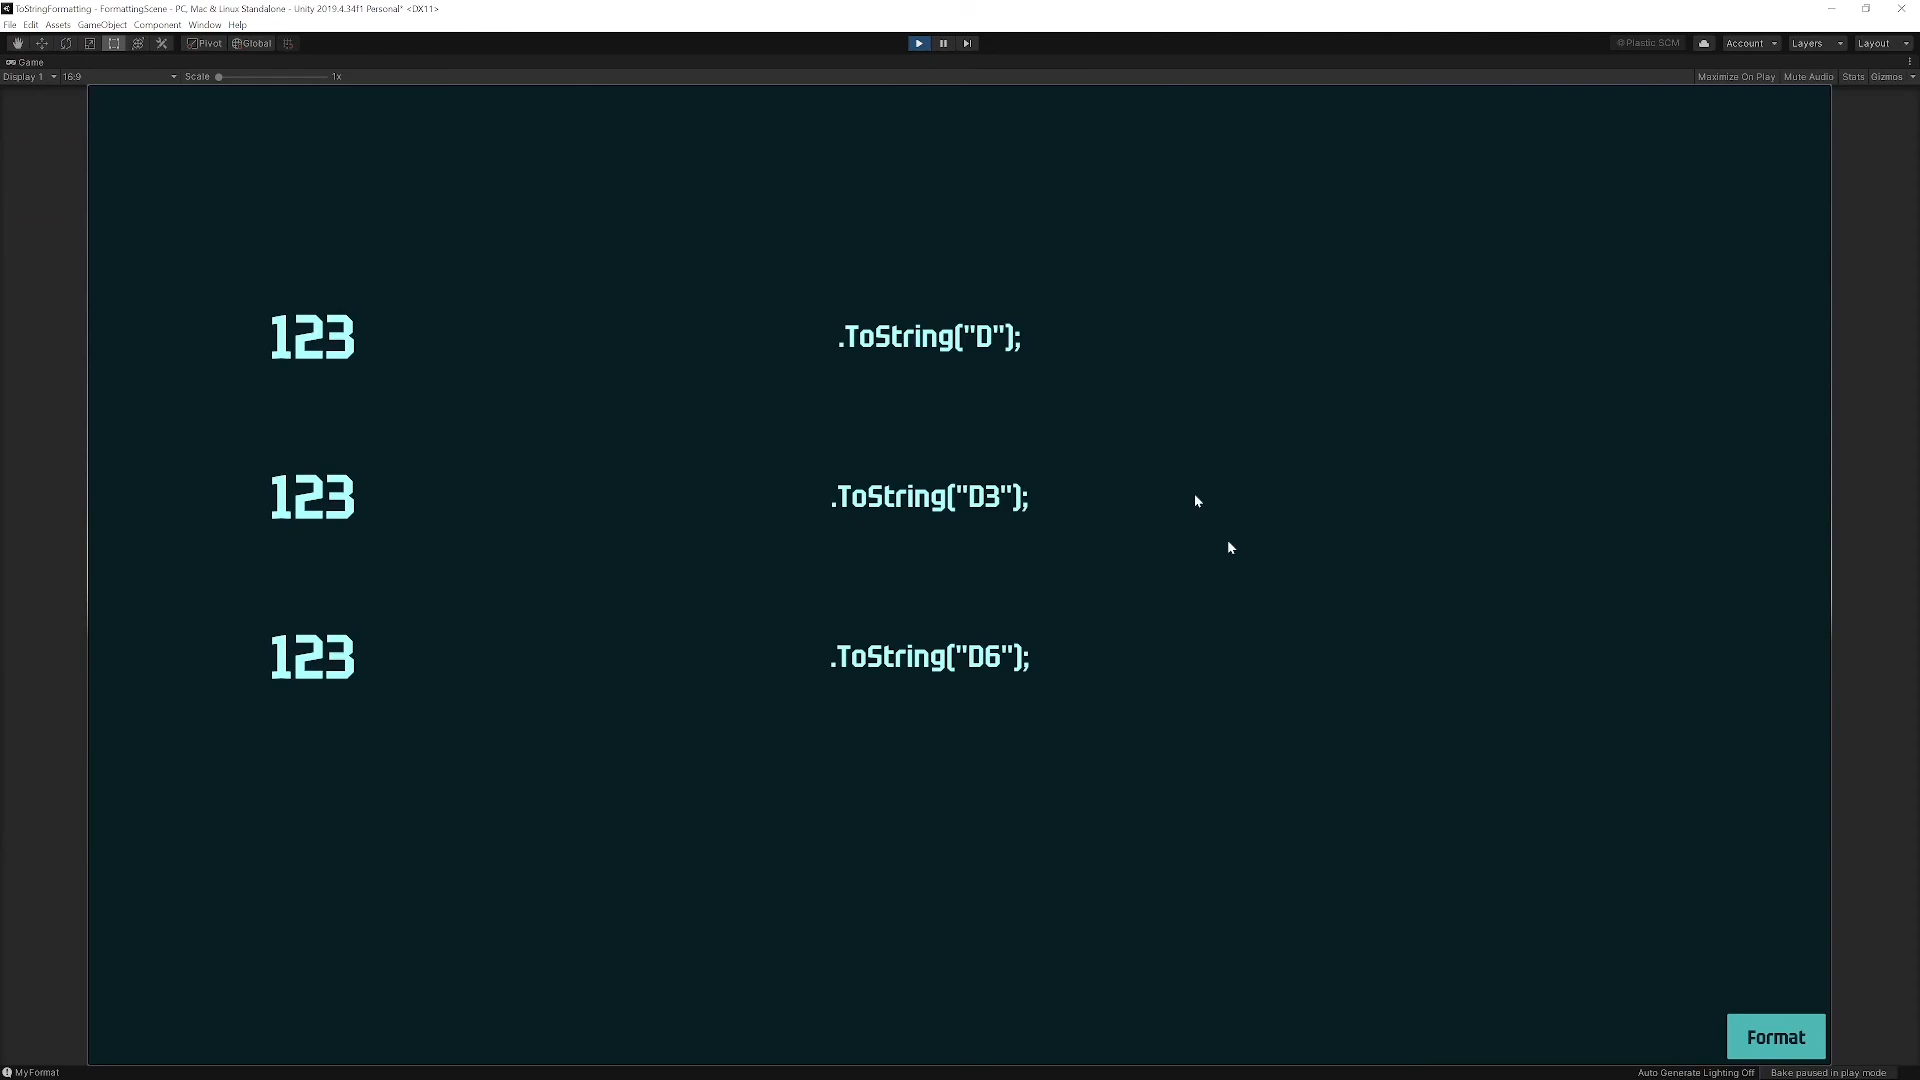 ToStringFormatting - FormattingScene - PC, Mac & Linux Standalone - Unity 2019.4.34f1 Personal* <DX11>
File Edit Assets GameObject Component Window Help
Pivot Global Plastic SCM Account Layers Layout
Game
Display 1 16:9 Scale 1x Maximize On Play Mute Audio Stats Gizmos
123 .ToString("D");
123 .ToString("D3");
123 .ToString("D6");
Format
MyFormat Auto Generate Lighting Off Bake paused in play mode